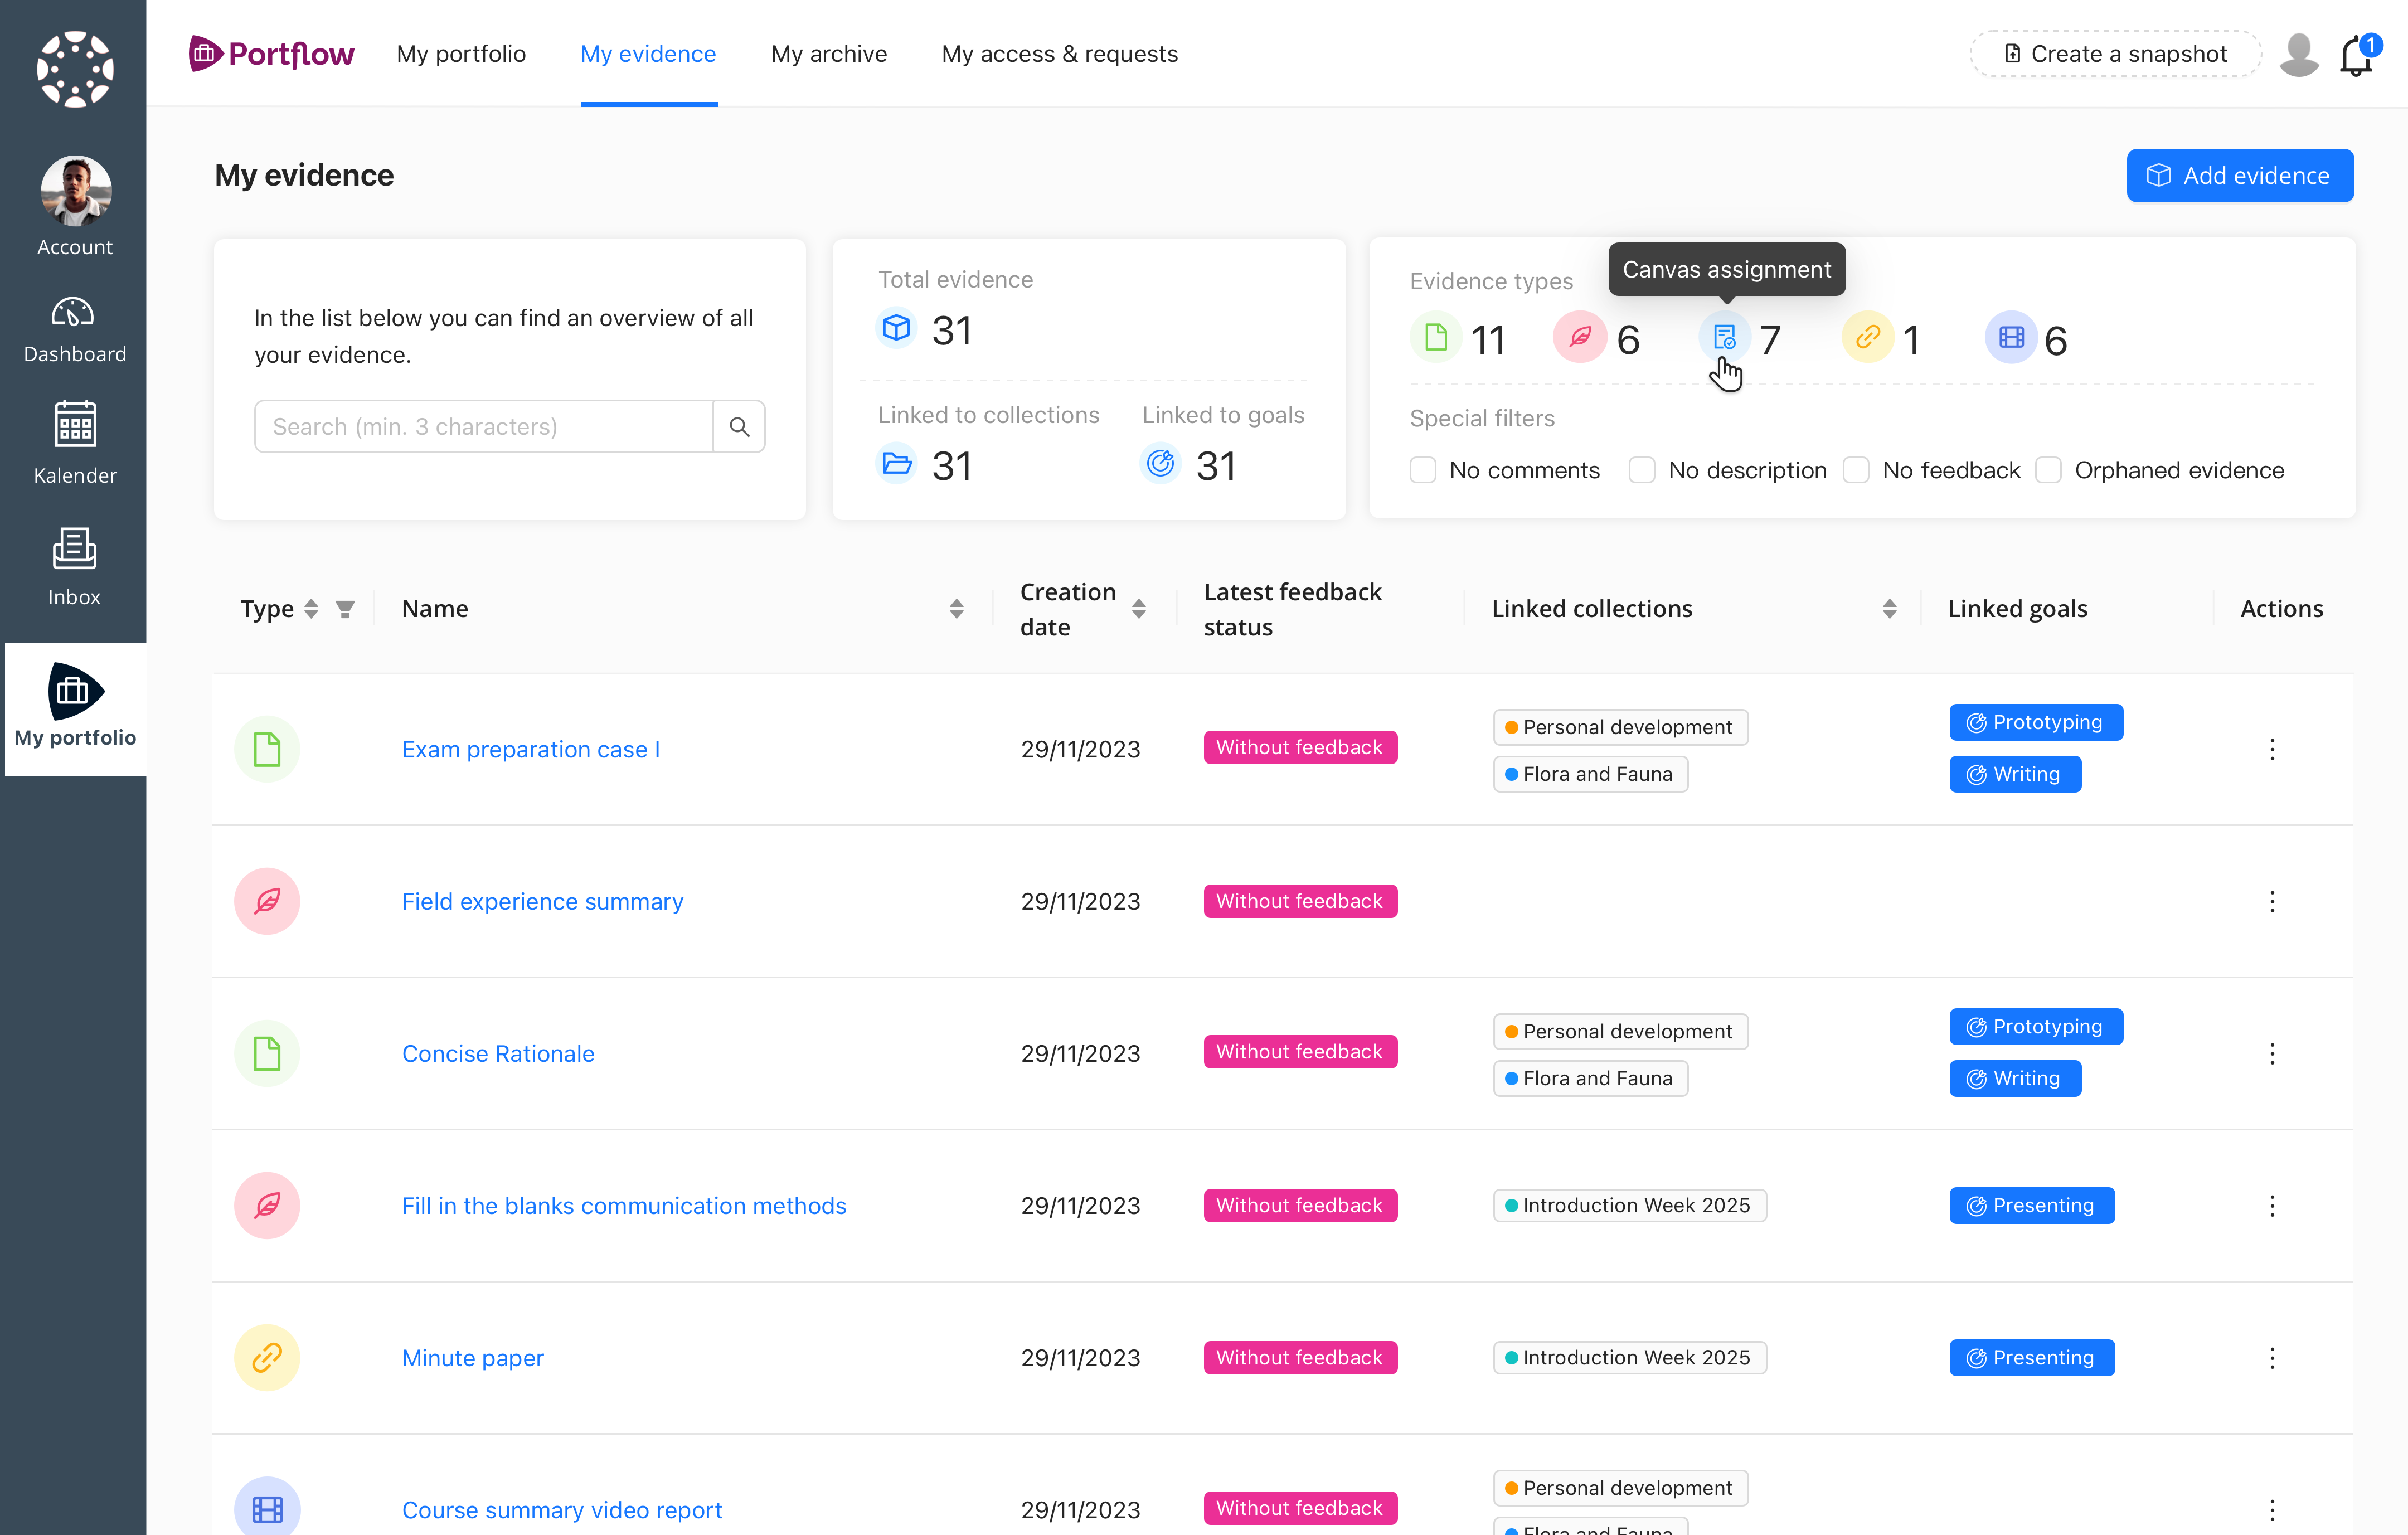 Portflow
My portfolio
My evidence
My archive
My access & requests
Create a snapshot
1
Account
Dashboard
Kalender
Inbox
My portfolio
My evidence
Add evidence
In the list below you can find an overview of all
your evidence.
Search (min. 3 characters)
Total evidence
31
Linked to collections
31
Linked to goals
31
Evidence types
Canvas assignment
11
6
7
1
6
Special filters
No comments
No description
No feedback
Orphaned evidence
Type
Name
Creation
date
Latest feedback
status
Linked collections
Linked goals
Actions
Exam preparation case I
29/11/2023
Without feedback
Personal development
Flora and Fauna
Prototyping
Writing
Field experience summary
29/11/2023
Without feedback
Concise Rationale
29/11/2023
Without feedback
Personal development
Flora and Fauna
Prototyping
Writing
Fill in the blanks communication methods
29/11/2023
Without feedback
Introduction Week 2025
Presenting
Minute paper
29/11/2023
Without feedback
Introduction Week 2025
Presenting
Course summary video report
29/11/2023
Without feedback
Personal development
Flora and Fauna